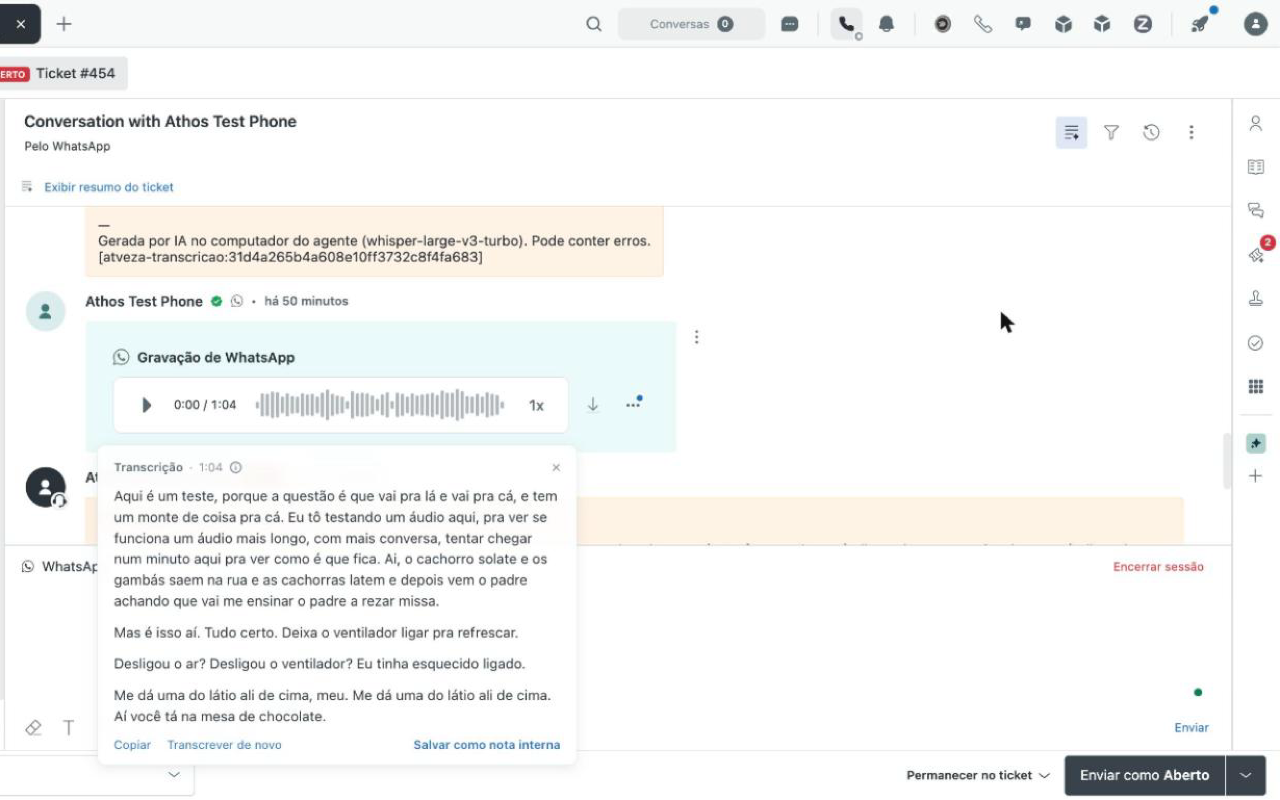 Conversas 0
ERTO Ticket #454
Conversation with Athos Test Phone
Pelo WhatsApp
Exibir resumo do ticket
—
Gerada por IA no computador do agente (whisper-large-v3-turbo). Pode conter erros.
[atveza-transcricao:31d4a265b4a608e10ff3732c8f4fa683]
2
Athos Test Phone • há 50 minutos
Gravação de WhatsApp
0:00 / 1:04 1x
Transcrição · 1:04
At
Aqui é um teste, porque a questão é que vai pra lá e vai pra cá, e tem
um monte de coisa pra cá. Eu tô testando um áudio aqui, pra ver se
funciona um áudio mais longo, com mais conversa, tentar chegar
num minuto aqui pra ver como é que fica. Ai, o cachorro solate e os
gambás saem na rua e as cachorras latem e depois vem o padre
achando que vai me ensinar o padre a rezar missa.
Mas é isso aí. Tudo certo. Deixa o ventilador ligar pra refrescar.
Desligou o ar? Desligou o ventilador? Eu tinha esquecido ligado.
Me dá uma do látio ali de cima, meu. Me dá uma do látio ali de cima.
Aí você tá na mesa de chocolate.
Copiar Transcrever de novo Salvar como nota interna
WhatsAp
Encerrar sessão
T
Enviar
Permanecer no ticket
Enviar como Aberto